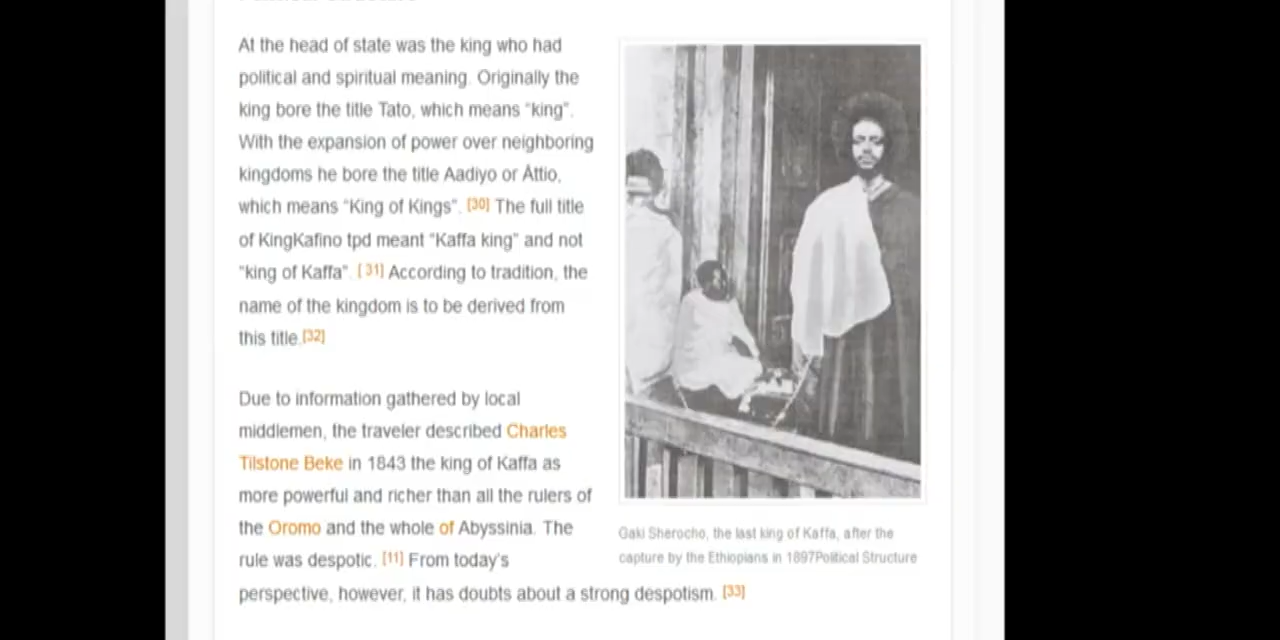 At the head of state was the king who had
political and spiritual meaning. Originally the
king bore the title Tato, which means "king".
With the expansion of power over neighboring
kingdoms he bore the title Aadiyo or Åttio,
which means "King of Kings". [30] The full title
of KingKafino tpd meant "Kaffa king" and not
"king of Kaffa". [ 31] According to tradition, the
name of the kingdom is to be derived from
this title.[32]
Due to information gathered by local
middlemen, the traveler described Charles
Tilstone Beke in 1843 the king of Kaffa as
more powerful and richer than all the rulers of
the Oromo and the whole of Abyssinia. The
rule was despotic. [11] From today's
perspective, however, it has doubts about a strong despotism. [33]
Gaki Sherocho, the last king of Kaffa, after the
capture by the Ethiopians in 1897Political Structure